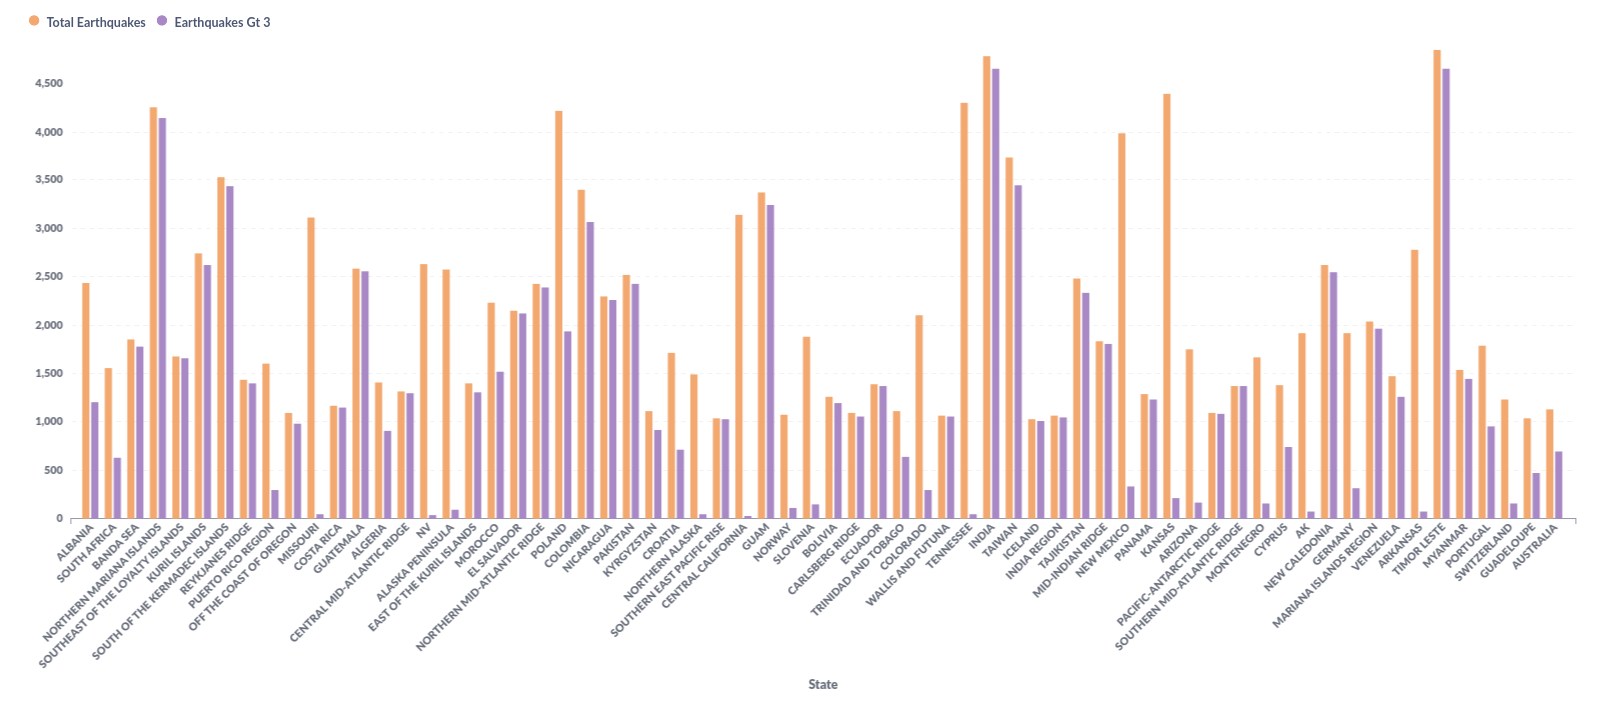 Total Earthquakes Earthquakes Gt 3
4,500
4,000
3,500
3,000
2,500
2,000
1,500
1,000
500
0
ALBANIA
SOUTH AFRICA
BANDA SEA
NORTHERN MARIANA ISLANDS
SOUTHEAST OF THE LOYALTY ISLANDS
KURIL ISLANDS
SOUTH OF THE KERMADEC ISLANDS
REYKJANES RIDGE
PUERTO RICO REGION
OFF THE COAST OF OREGON
MISSOURI
COSTA RICA
GUATEMALA
ALGERIA
CENTRAL MID-ATLANTIC RIDGE
NV
ALASKA PENINSULA
EAST OF THE KURIL ISLANDS
MOROCCO
EL SALVADOR
NORTHERN MID-ATLANTIC RIDGE
POLAND
COLOMBIA
NICARAGUA
PAKISTAN
KYRGYZSTAN
CROATIA
NORTHERN ALASKA
SOUTHERN EAST PACIFIC RISE
CENTRAL CALIFORNIA
GUAM
NORWAY
SLOVENIA
BOLIVIA
CARLSBERG RIDGE
ECUADOR
TRINIDAD AND TOBAGO
COLORADO
WALLIS AND FUTUNA
TENNESSEE
INDIA
TAIWAN
ICELAND
INDIA REGION
TAJIKISTAN
MID-INDIAN RIDGE
NEW MEXICO
PANAMA
KANSAS
ARIZONA
PACIFIC-ANTARCTIC RIDGE
SOUTHERN MID-ATLANTIC RIDGE
MONTENEGRO
CYPRUS
AK
NEW CALEDONIA
GERMANY
MARIANA ISLANDS REGION
VENEZUELA
ARKANSAS
TIMOR LESTE
MYANMAR
PORTUGAL
SWITZERLAND
GUADELOUPE
AUSTRALIA
State